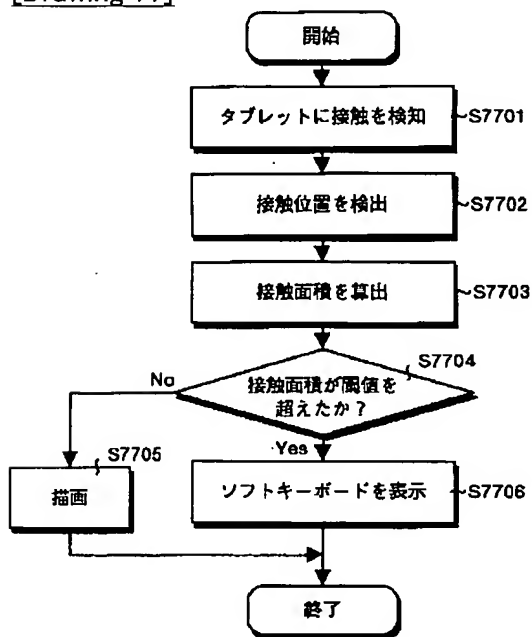 [Drawing 77]
開始
タブレットに接触を検知
S7701
接触位置を検出
S7702
接触面積を算出
S7703
S7704
接触面積が閾値を
超えたか？
No
Yes
S7705
描画
ソフトキーボードを表示
S7706
終了